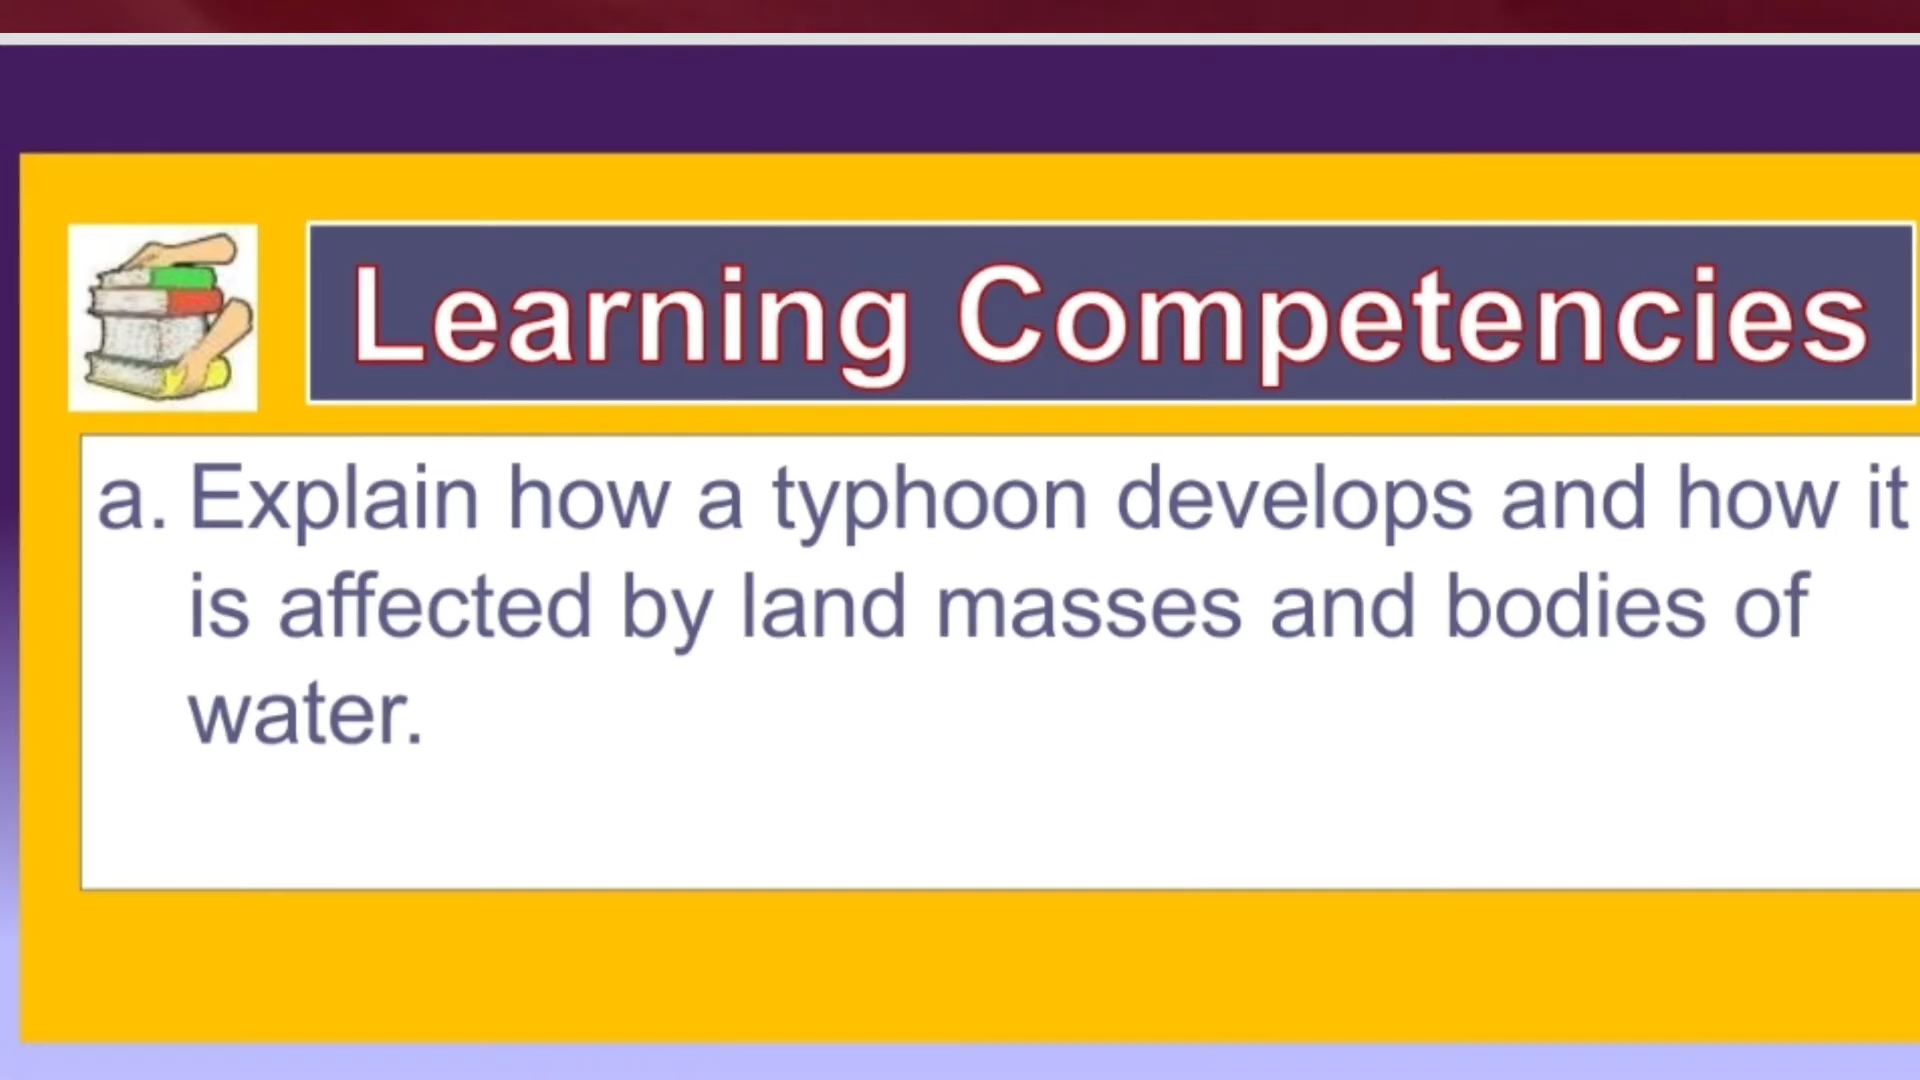 Learning Competencies
a. Explain how a typhoon develops and how it
is affected by land masses and bodies of
water.